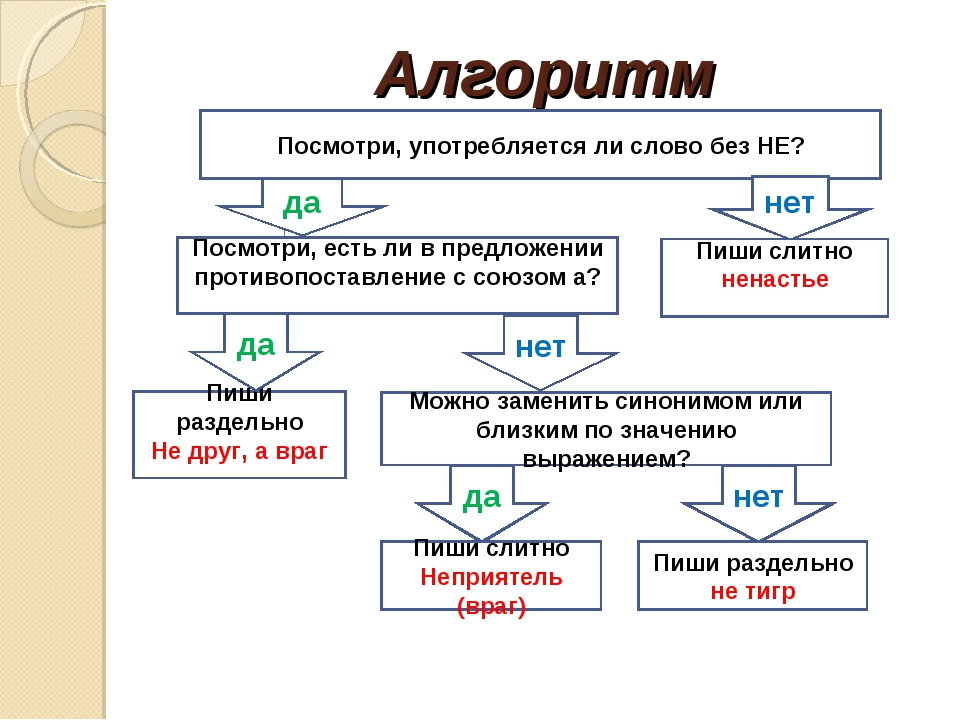 Алгоритм
Посмотри, употребляется ли слово без НЕ?
да
нет
Посмотри, есть ли в предложении
противопоставление с союзом а?
Пиши слитно
ненастье
да
нет
Пиши
раздельно
Не друг, а враг
Можно заменить синонимом или
близким по значению
выражением?
да
нет
Пиши слитно
Неприятель
(враг)
Пиши раздельно
не тигр